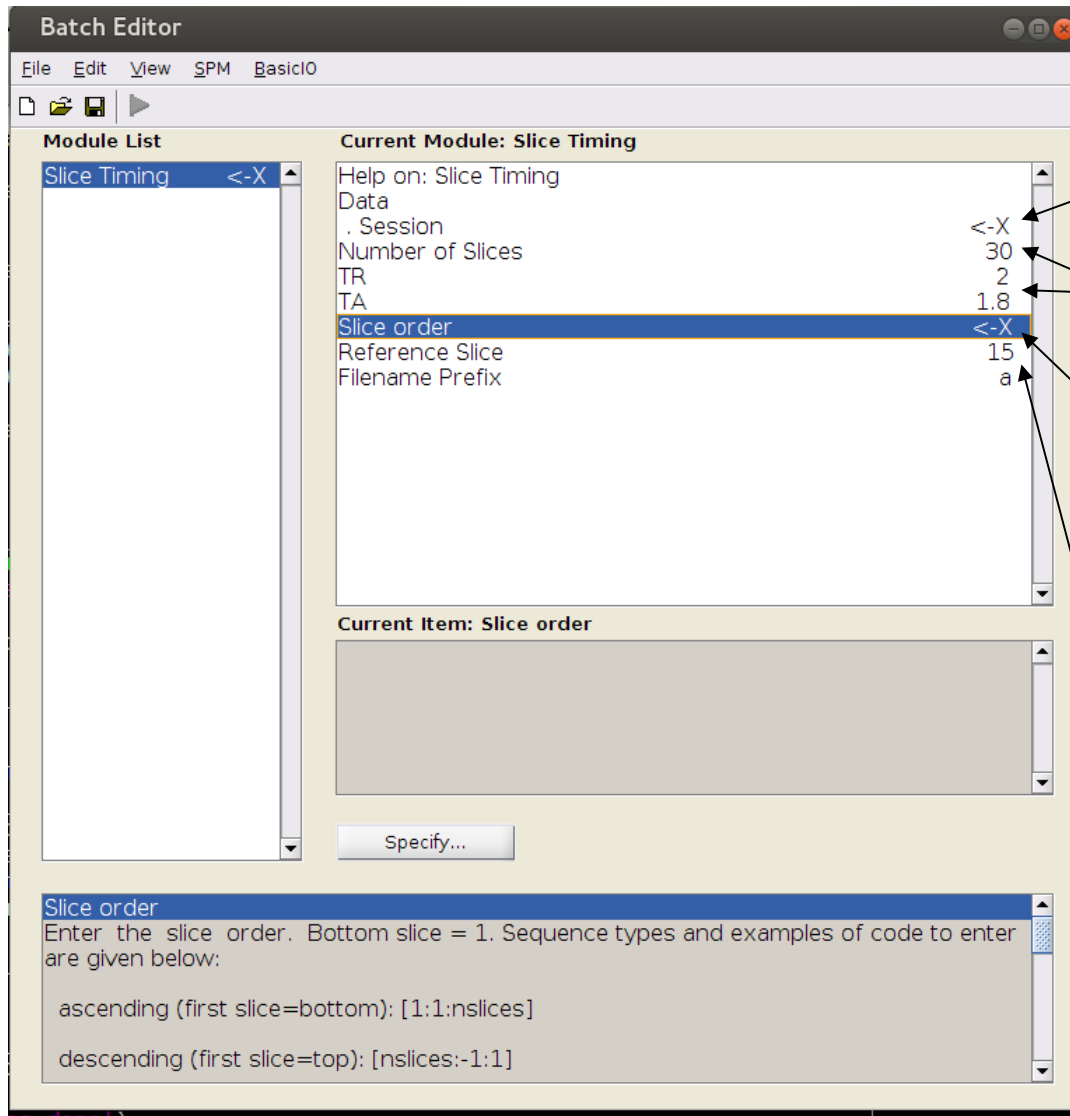 Batch Editor
File Edit View SPM BasicIO
Module List
Current Module: Slice Timing
Slice Timing <-X
Help on: Slice Timing
Data
. Session <-X
Number of Slices 30
TR 2
TA 1.8
Slice order <-X
Reference Slice 15
Filename Prefix a
Current Item: Slice order
Specify...
Slice order
Enter the slice order. Bottom slice = 1. Sequence types and examples of code to enter
are given below:
ascending (first slice=bottom): [1:1:nslices]
descending (first slice=top): [nslices:-1:1]